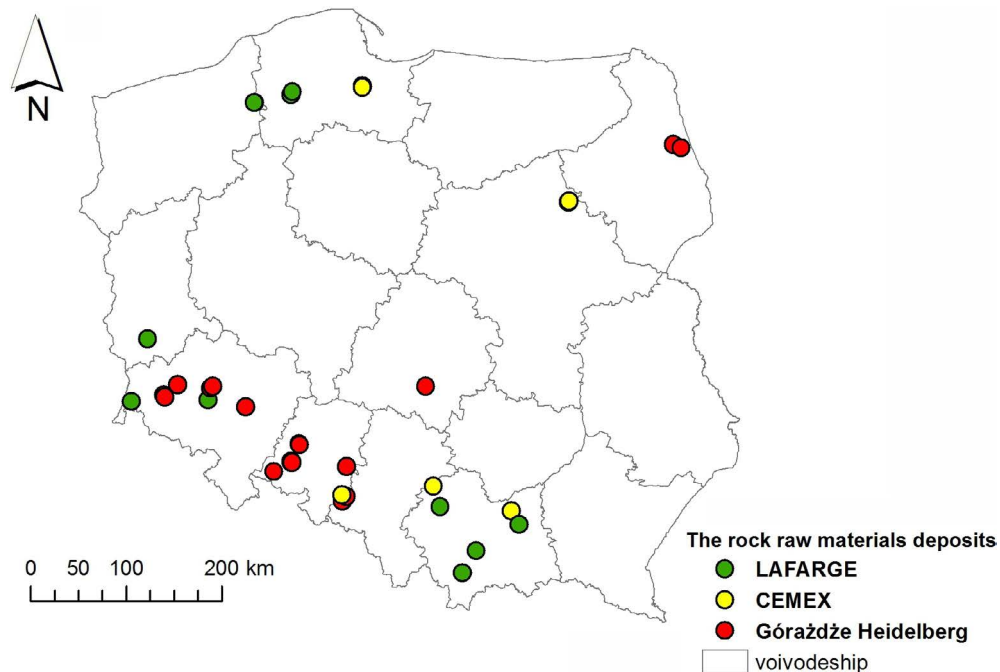 N
0 50 100 200 km
The rock raw materials deposits
LAFARGE
CEMEX
Górażdże Heidelberg
voivodeship